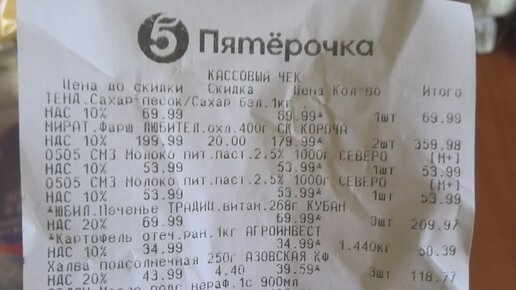 5 Пятёрочка
КАССОВЫЙ ЧЕК
Цена до скидки Скидка Цена Кол-во Итого
ТЕНД.Сахар песок/Сахар бел.1кг
НДС 10% 69.99 69.99* 1шт 69.99
МИРАТ.Фарш ЛЮБИТЕЛ.охл.400г СК КОРОЧА
НДС 10% 199.99 20.00 179.99* 2шт 359.98
0505 СМЗ Молоко пит.паст.2,5% 1000г СЕВЕРО [М+]
НДС 10% 53.99 53.99* 1шт 53.99
0505 СМЗ Молоко пит.паст.2,5% 1000г СЕВЕРО [М+]
НДС 10% 53.99 53.99* 1шт 53.99
*ЮБИЛ.Печенье ТРАДИЦ.витам.268г КУБАН
НДС 20% 69.99 69.99* 3шт 209.97
*Картофель отеч.ран.1кг АГРОИНВЕСТ
НДС 10% 34.99 34.99* 1.440кг 50.39
Халва подсолнечная 250г АЗОВСКАЯ КФ
НДС 20% 43.99 4.40 39.59* 3шт 118.77
нераф.1с 900мл